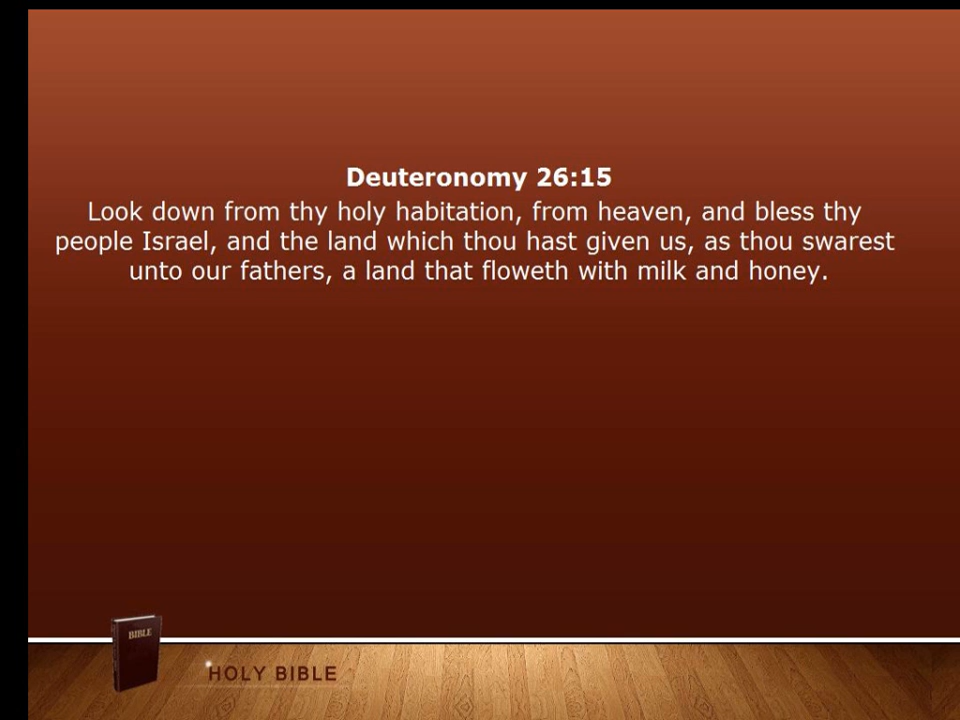 Deuteronomy 26:15
Look down from thy holy habitation, from heaven, and bless thy
people Israel, and the land which thou hast given us, as thou swarest
unto our fathers, a land that floweth with milk and honey.
BIBLE
HOLY BIBLE